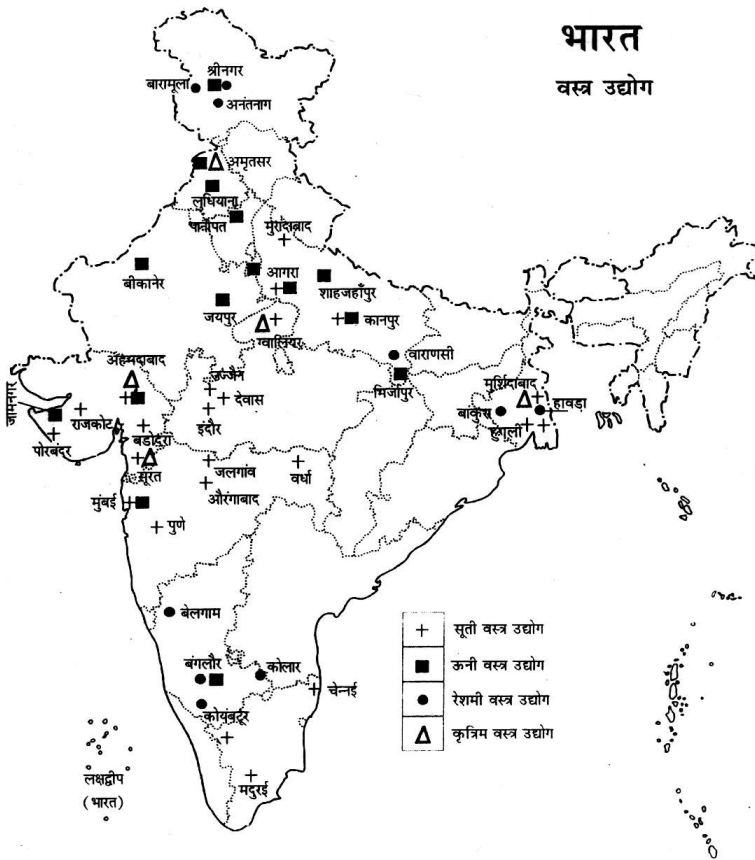 भारत
वस्त्र उद्योग
श्रीनगर
बारामूला
अनंतनाग
अमृतसर
लुधियाना
पानीपत
मुरादाबाद
बीकानेर
आगरा
शाहजहाँपुर
जयपुर
ग्वालियर
कानपुर
वाराणसी
मिर्जापुर
अहमदाबाद
उज्जैन
देवास
इंदौर
मुर्शिदाबाद
बांकुरा
हावड़ा
हुगली
जामनगर
राजकोट
पोरबंदर
बडोदरा
सूरत
जलगांव
वर्धा
औरंगाबाद
मुंबई
पुणे
बेलगाम
बंगलौर
कोलार
चेन्नई
कोयंबटूर
मदुरई
लक्षद्वीप
(भारत)
+ सूती वस्त्र उद्योग
■ ऊनी वस्त्र उद्योग
● रेशमी वस्त्र उद्योग
△ कृत्रिम वस्त्र उद्योग